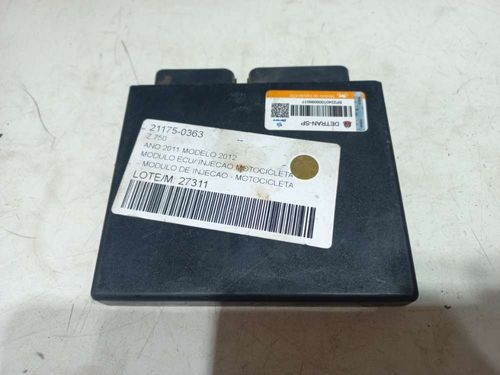 21175-0363
Z 750
ANO 2011 MODELO 2012
MODULO ECU/ INJECAO MOTOCICLETA
- MODULO DE INJECAO - MOTOCICLETA
LOTE/M 27311
DETRAN-SP